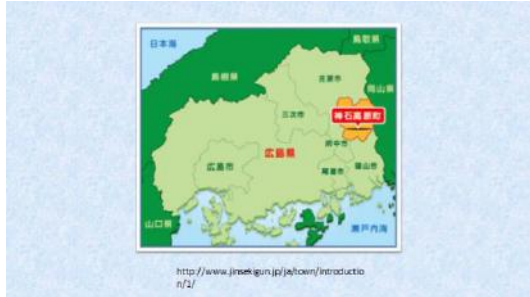 日本海
鳥取県
島根県
庄原市
岡山県
三次市
神石高原町
府中市
広島県
広島市
尾道市
福山市
山口県
瀬戸内海
http://www.jinsekigun.jp/ja/town/introductio
n/1/